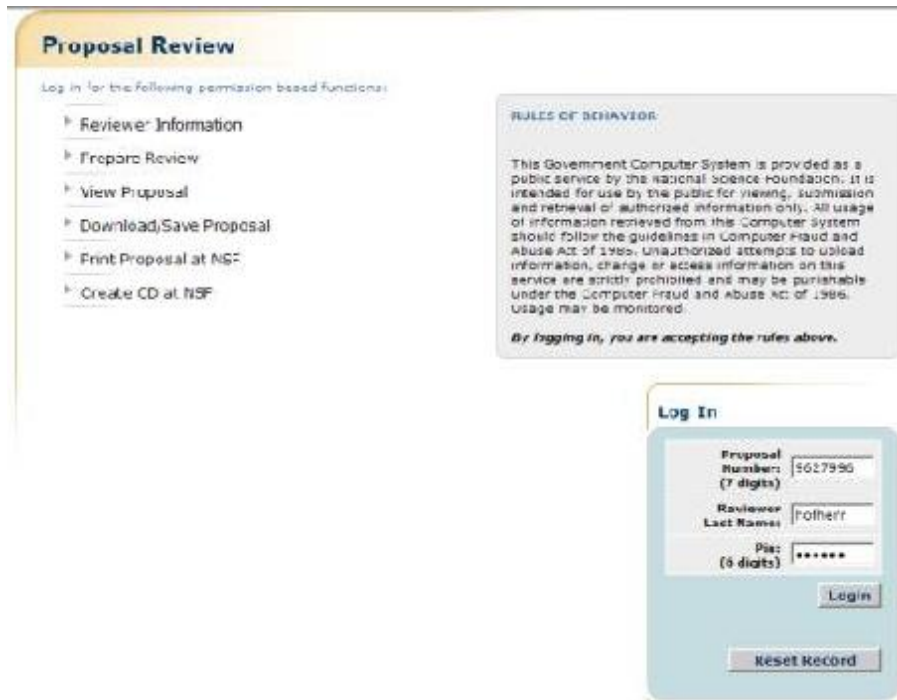 Proposal Review
Log in for the following permission based functions:
Reviewer Information
Prepare Review
View Proposal
Download/Save Proposal
Print Proposal at NSF
Create CD at NSF
RULES OF BEHAVIOR
This Government Computer System is provided as a
public service by the National Science Foundation. It is
intended for use by the public for viewing, submission
and retrieval of authorized information only. All usage
of information retrieved from this Computer System
should follow the guidelines in Computer Fraud and
Abuse Act of 1986. Unauthorized attempts to upload
information, change or access information on this
service are strictly prohibited and may be punishable
under the Computer Fraud and Abuse Act of 1986.
Usage may be monitored.
By logging in, you are accepting the rules above.
Log In
Proposal
Number: 9627996
(7 digits)
Reviewer
Last Name:
Pin:
(6 digits) ••••••
Login
Reset Record